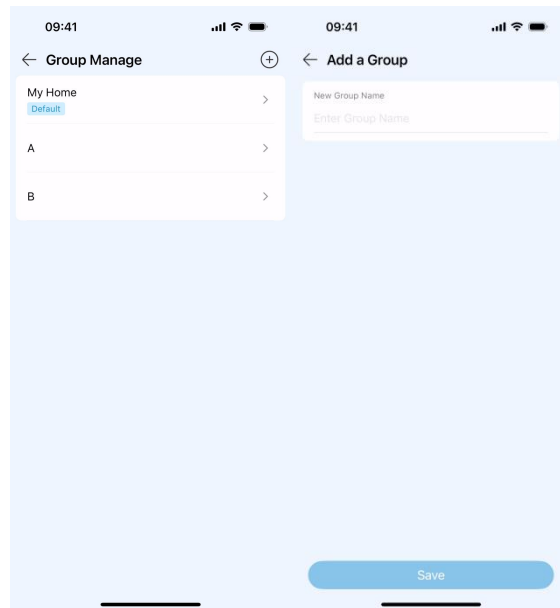 09:41
Group Manage
My Home
Default
A
B
09:41
Add a Group
New Group Name
Enter Group Name
Save